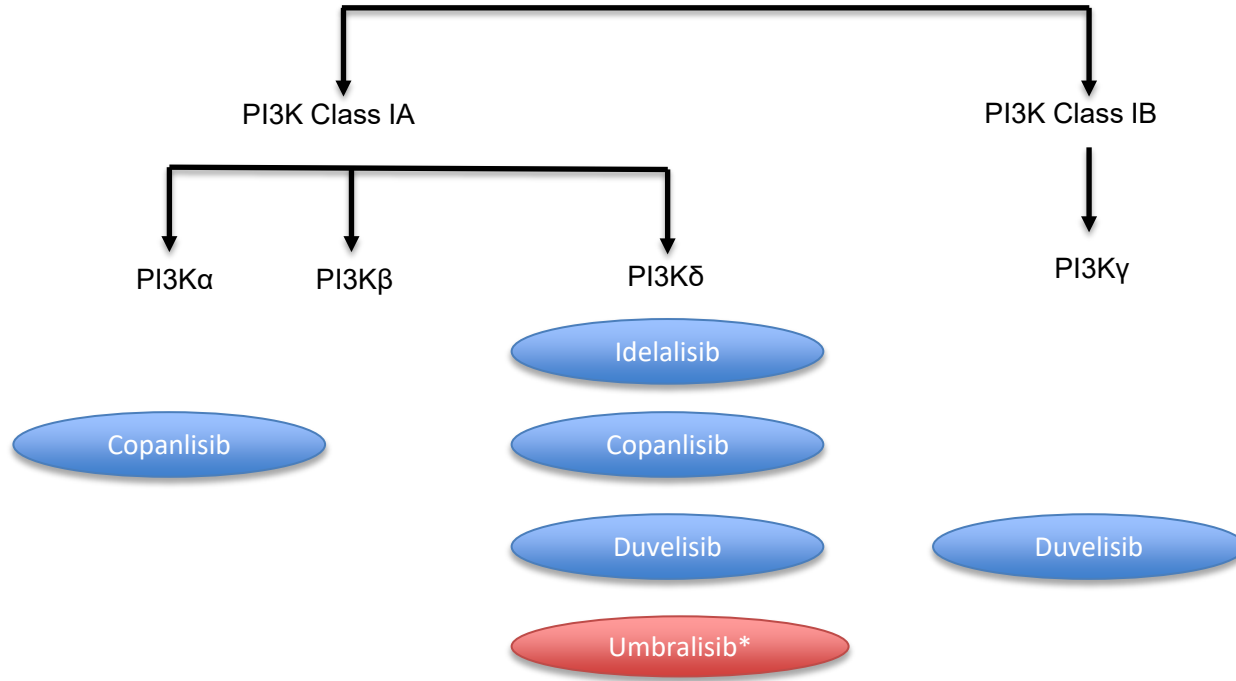 PI3K Class IA
PI3K Class IB
PI3Kα
PI3Kβ
PI3Kδ
PI3Kγ
Idelalisib
Copanlisib
Copanlisib
Duvelisib
Duvelisib
Umbralisib*